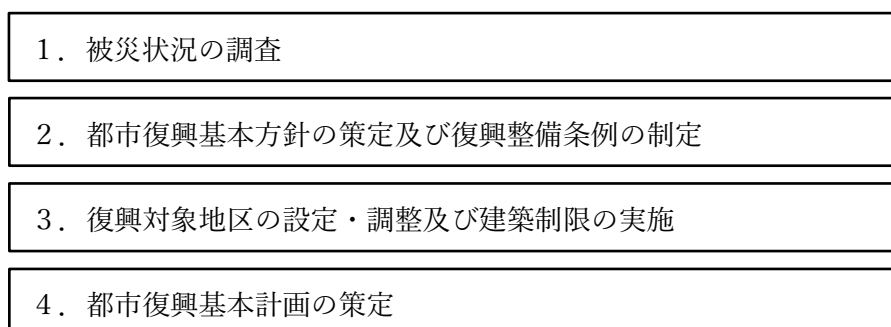 １．被災状況の調査
２．都市復興基本方針の策定及び復興整備条例の制定
３．復興対象地区の設定・調整及び建築制限の実施
４．都市復興基本計画の策定